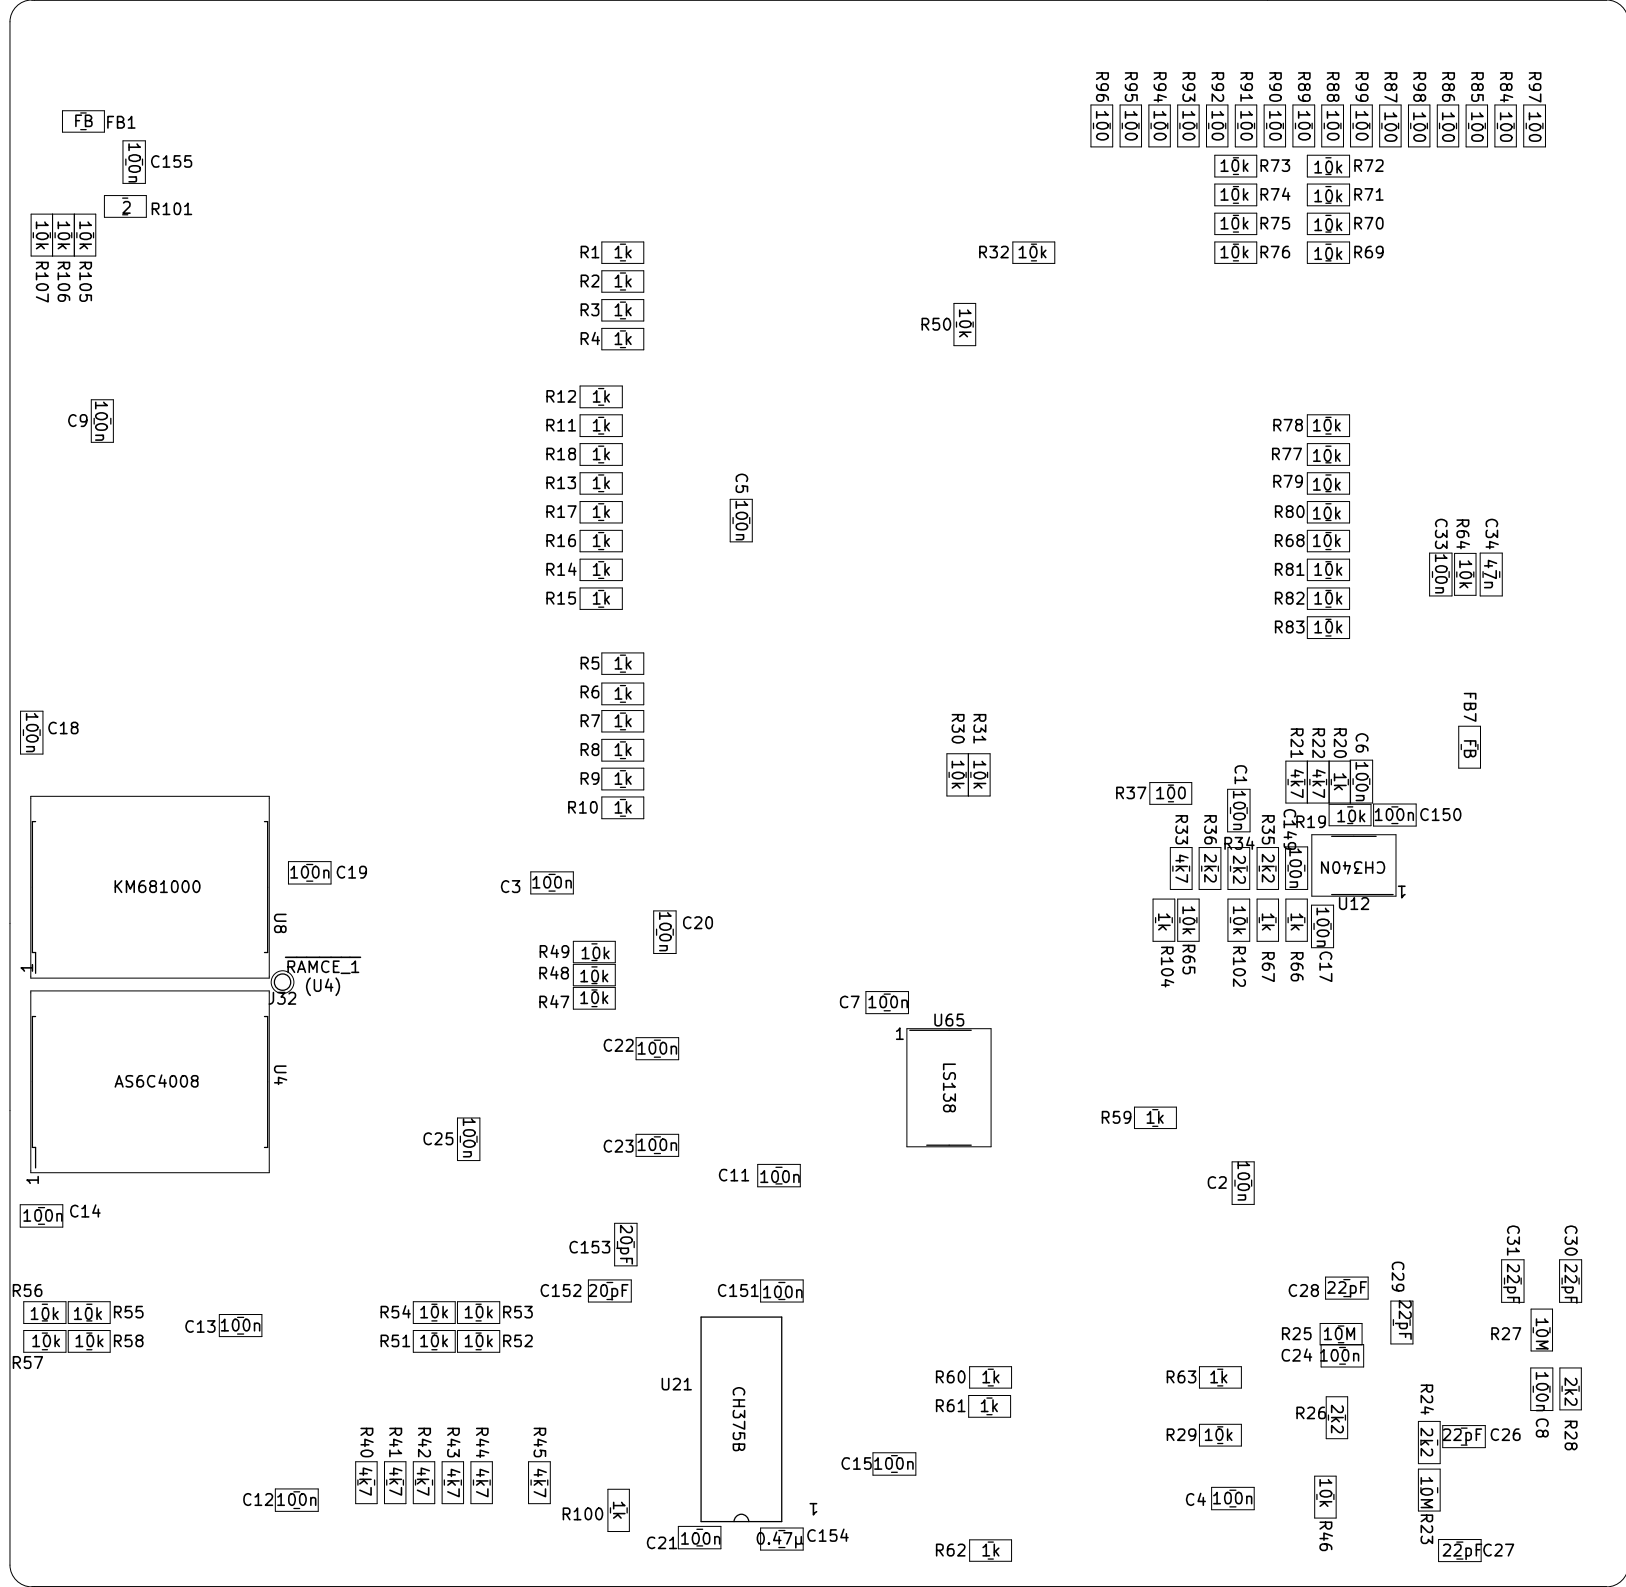 R96 R95 R94 R93 R92 R91 R90 R89 R88 R99 R87 R98 R86 R85 R84 R97
100 100 100 100 100 100 100 100 100 100 100 100 100 100 100 100
FB FB1
100n C155
10k R73 10k R72
10k R74 10k R71
2 R101
10k R75 10k R70
10k 10k 10k
R107 R106 R105
R1 1k
R32 10k
10k R76 10k R69
R2 1k
R3 1k
R50 10k
R4 1k
R12 1k
C9 100n
R11 1k
R78 10k
R18 1k
R77 10k
R13 1k
C5
100n
R79 10k
R17 1k
R80 10k
R16 1k
R68 10k
C33 R64 C34
100n 10k 47n
R14 1k
R81 10k
R15 1k
R82 10k
R83 10k
R5 1k
R6 1k
R7 1k
100n C18
R8 1k
R9 1k
R10 1k
R30 R31
10k 10k
FB7
FB
R21 R22 R20 C6
4k7 4k7 1k 100n
R37 100
C1
100n
R19 10k 100n C150
R33 R36 R34 R35 C149
4k7 2k2 2k2 2k2 100n
CH340N
1
U12
KM681000
U8
1
100n C19
C3 100n
100n C20
1k 10k 10k 1k 1k 100n
R104 R65 R102 R67 R66 C17
R49 10k
R48 10k
R47 10k
RAMCE_1
(U4)
J32
C7 100n
U65
1
LS138
C22 100n
AS6C4008
U4
1
R59 1k
C25 100n
C23 100n
C11 100n
C2 100n
100n C14
C153 20pF
C152 20pF
C151 100n
C31 C30
22pF 22pF
C28 22pF
C29
22pF
R56
10k 10k R55
R54 10k 10k R53
C13 100n
R25 10M
R27 10M
10k 10k R58
R57
R51 10k 10k R52
C24 100n
U21
CH375B
1
R60 1k
R63 1k
100n 2k2
C8 R28
R61 1k
R26 2k2
R24
2k2
22pF C26
R29 10k
R40 R41 R42 R43 R44 R45
4k7 4k7 4k7 4k7 4k7 4k7
C15 100n
C12 100n
R100 1k
C4 100n
10k
R46
10M
R23
C21 100n
0.47µ C154
R62 1k
22pF C27